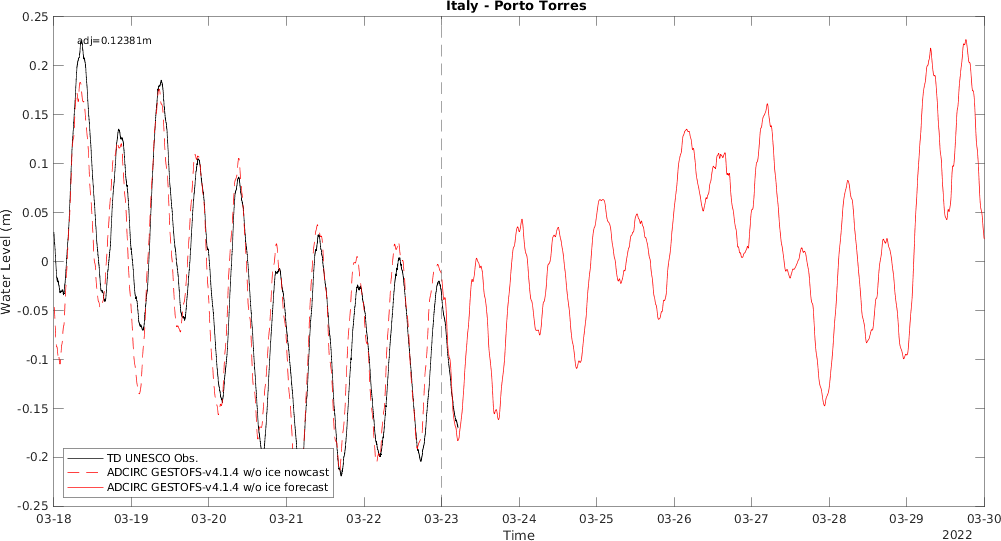 Italy - Porto Torres
0.25
adj=0.12381m
0.2
0.15
0.1
0.05
0
-0.05
-0.1
-0.15
-0.2
-0.25
Water Level (m)
TD UNESCO Obs.
ADCIRC GESTOFS-v4.1.4 w/o ice nowcast
ADCIRC GESTOFS-v4.1.4 w/o ice forecast
03-18 03-19 03-20 03-21 03-22 03-23 03-24 03-25 03-26 03-27 03-28 03-29 03-30
Time
2022